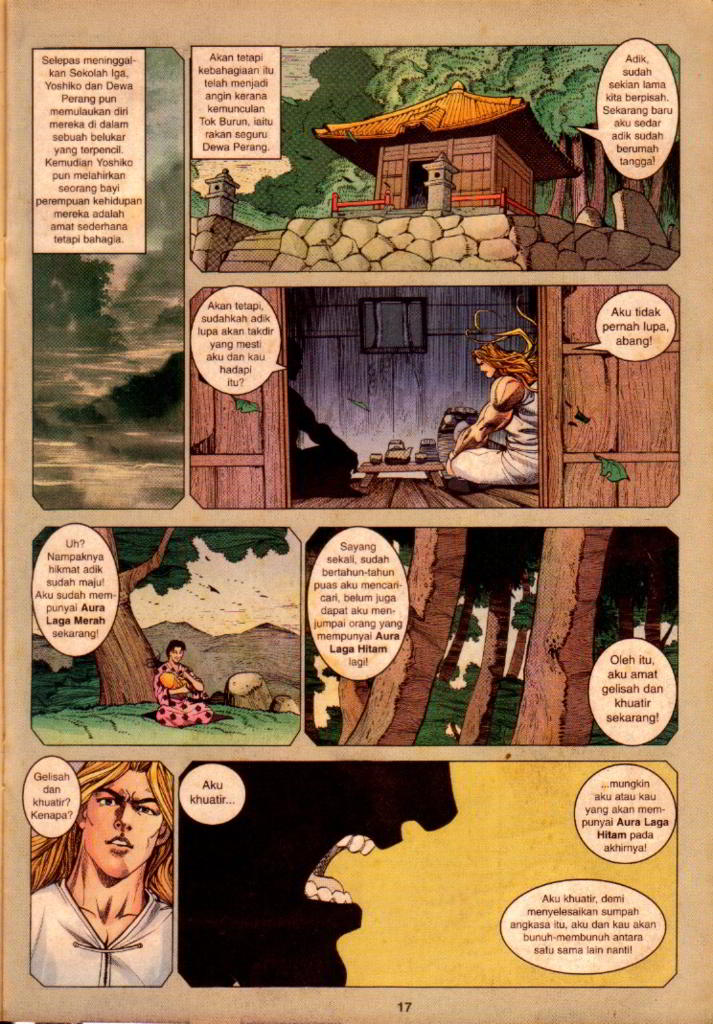 Selepas meninggal-
kan Sekolah Iga,
Yoshiko dan Dewa
Perang pun
memulaukan diri
mereka di dalam
sebuah belukar
yang terpencil.
Kemudian Yoshiko
pun melahirkan
seorang bayi
perempuan kehidupan
mereka adalah
amat sederhana
tetapi bahagia.
Akan tetapi
kebahagiaan itu
telah menjadi
angin kerana
kemunculan
Tok Burun, iaitu
rakan seguru
Dewa Perang.
Adik,
sudah
sekian lama
kita berpisah.
Sekarang baru
aku sedar
adik sudah
berumah
tangga!
Akan tetapi,
sudahkah adik
lupa akan takdir
yang mesti
aku dan kau
hadapi
itu?
Aku tidak
pernah lupa,
abang!
Uh?
Nampaknya
hikmat adik
sudah maju!
Aku sudah mem-
punyai Aura
Laga Merah
sekarang!
Sayang
sekali, sudah
bertahun-tahun
puas aku mencari-
cari, belum juga
dapat aku men-
jumpai orang yang
mempunyai Aura
Laga Hitam
lagi!
Oleh itu,
aku amat
gelisah dan
khuatir
sekarang!
Gelisah
dan
khuatir?
Kenapa?
Aku
khuatir...
...mungkin
aku atau kau
yang akan mem-
punyai Aura Laga
Hitam pada
akhirnya!
Aku khuatir, demi
menyelesaikan sumpah
angkasa itu, aku dan kau akan
bunuh-membunuh antara
satu sama lain nanti!
17